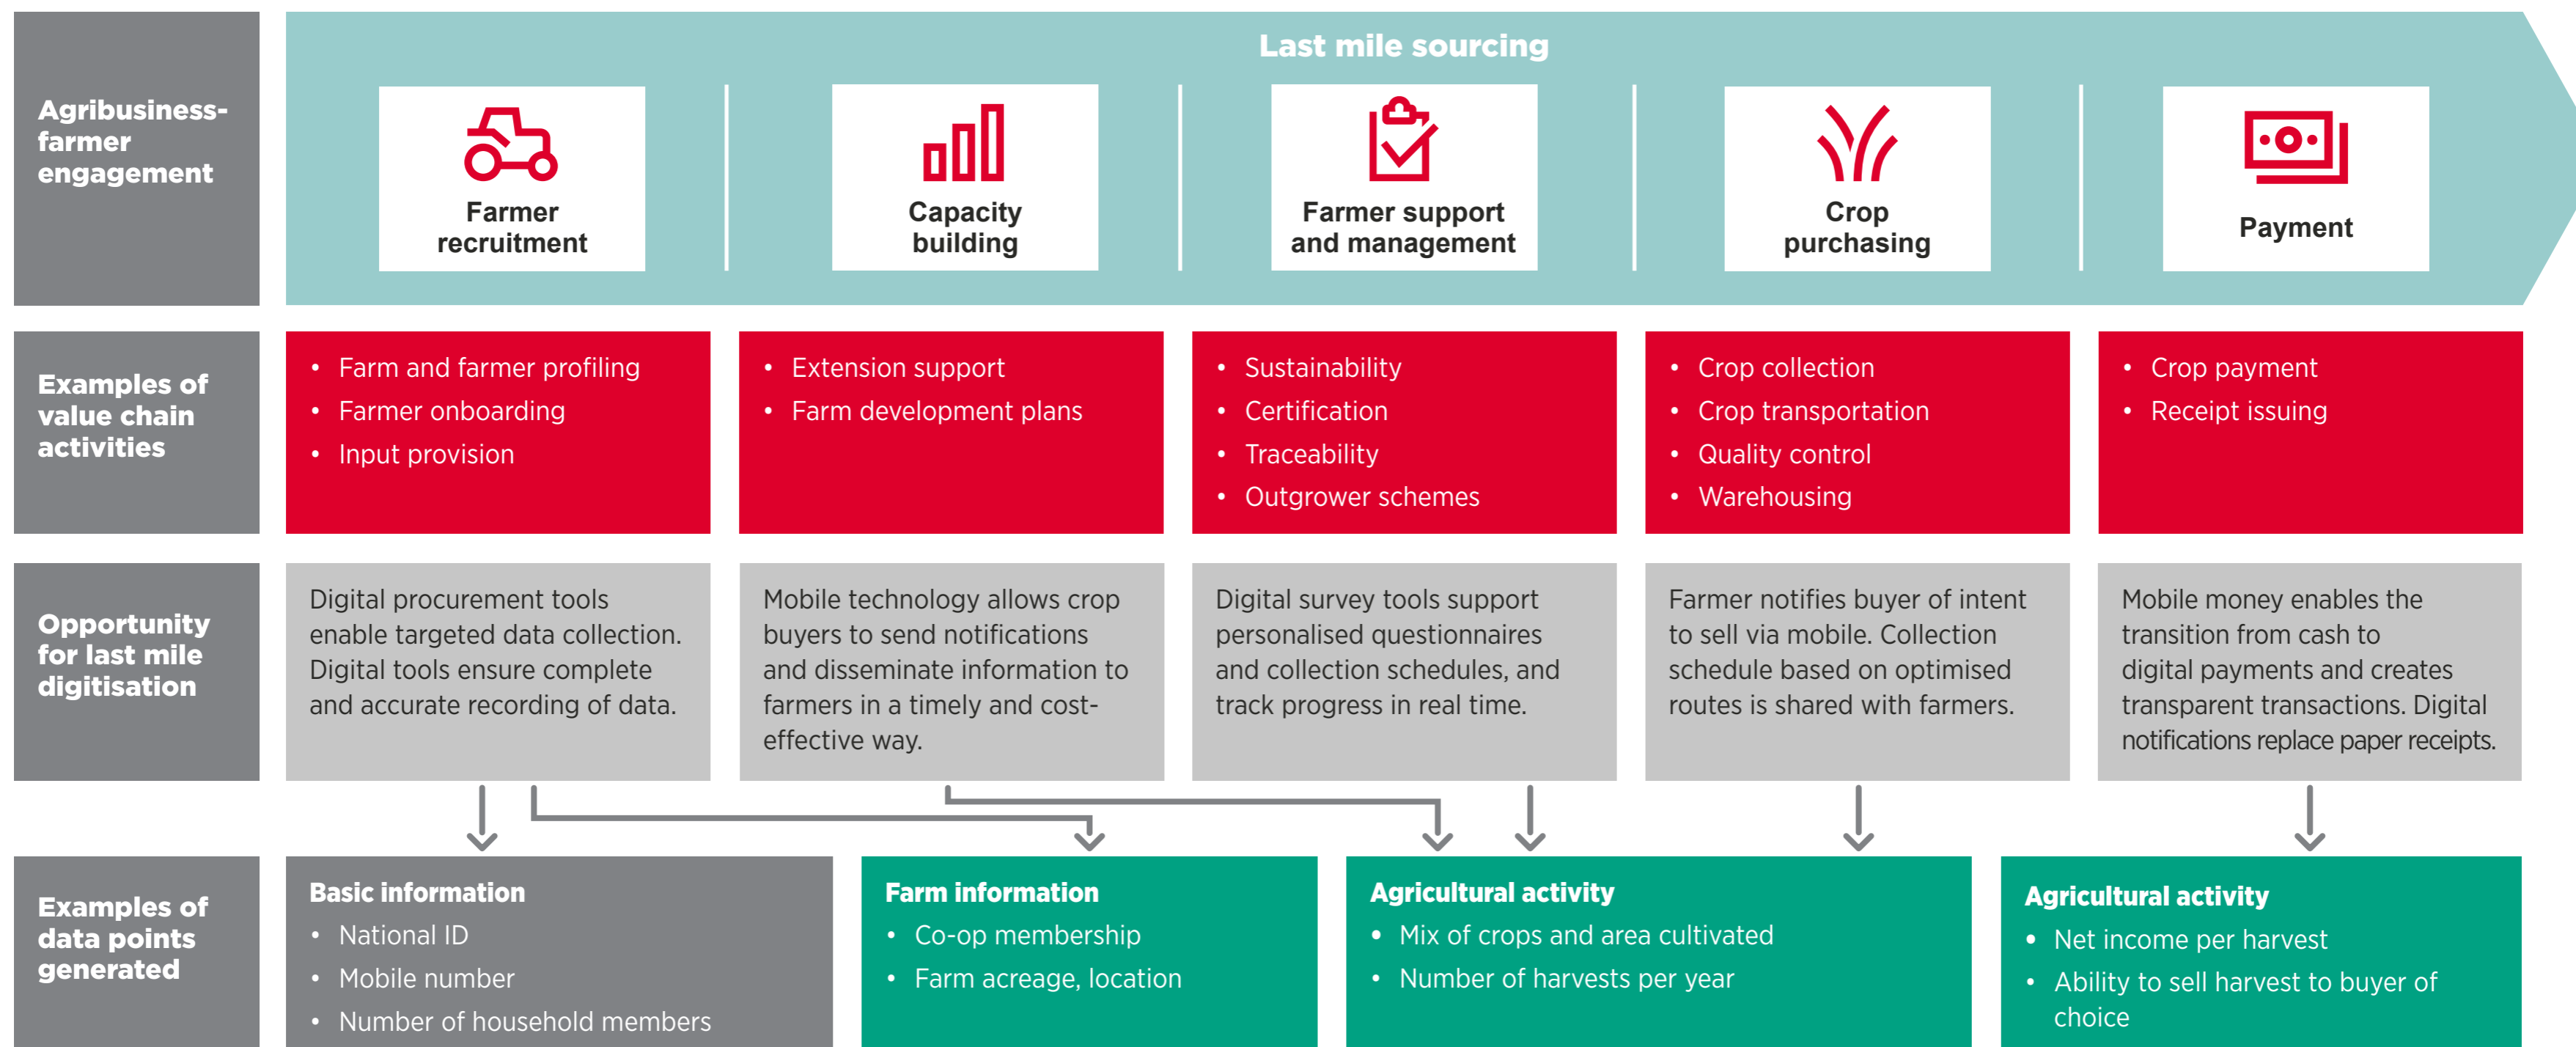 Last mile sourcing
Agribusiness-
farmer
engagement
Farmer
recruitment
Capacity
building
Farmer support
and management
Crop
purchasing
Payment
Examples of
value chain
activities
• Farm and farmer profiling
• Farmer onboarding
• Input provision
• Extension support
• Farm development plans
• Sustainability
• Certification
• Traceability
• Outgrower schemes
• Crop collection
• Crop transportation
• Quality control
• Warehousing
• Crop payment
• Receipt issuing
Opportunity
for last mile
digitisation
Digital procurement tools
enable targeted data collection.
Digital tools ensure complete
and accurate recording of data.
Mobile technology allows crop
buyers to send notifications
and disseminate information to
farmers in a timely and cost-
effective way.
Digital survey tools support
personalised questionnaires
and collection schedules, and
track progress in real time.
Farmer notifies buyer of intent
to sell via mobile. Collection
schedule based on optimised
routes is shared with farmers.
Mobile money enables the
transition from cash to
digital payments and creates
transparent transactions. Digital
notifications replace paper receipts.
Examples of
data points
generated
Basic information
• National ID
• Mobile number
• Number of household members
Farm information
• Co-op membership
• Farm acreage, location
Agricultural activity
• Mix of crops and area cultivated
• Number of harvests per year
Agricultural activity
• Net income per harvest
• Ability to sell harvest to buyer of
choice